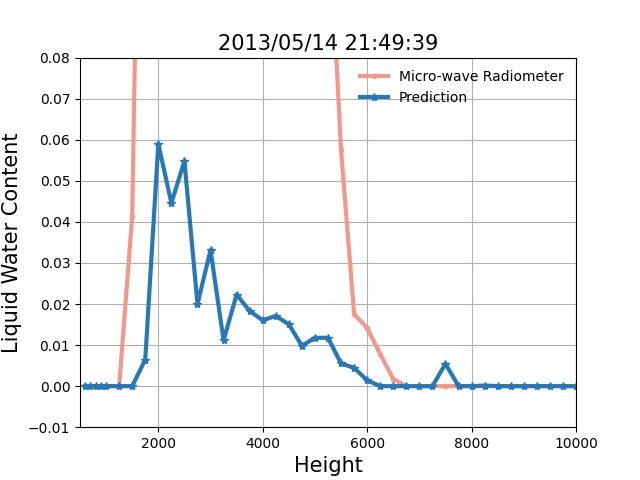 2013/05/14 21:49:39
0.08
0.07
0.06
0.05
0.04
0.03
0.02
0.01
0.00
−0.01
Liquid Water Content
Micro-wave Radiometer
Prediction
2000 4000 6000 8000 10000
Height